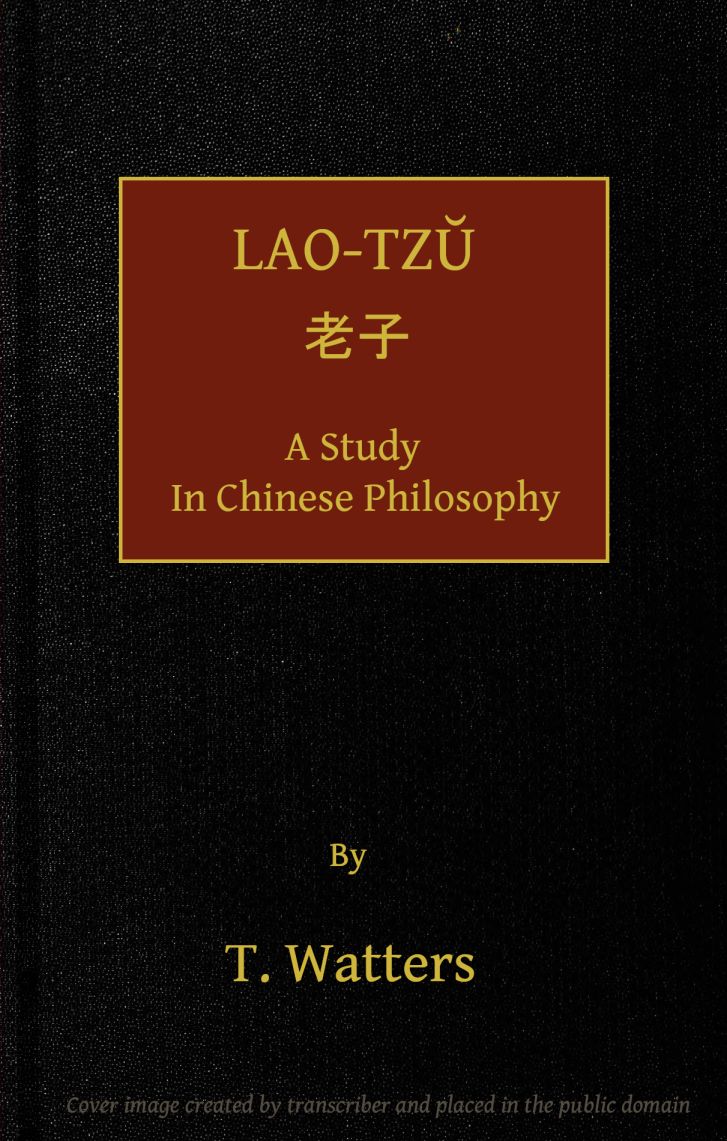 LAO-TZŬ
老子
A Study
In Chinese Philosophy
By
T. Watters
Cover image created by transcriber and placed in the public domain